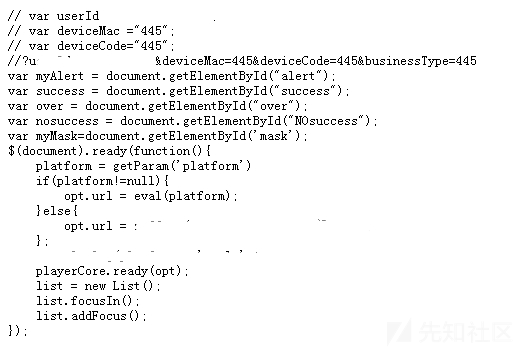 // var userId
// var deviceMac ="445";
// var deviceCode="445";
//?u &deviceMac=445&deviceCode=445&businessType=445
var myAlert = document.getElementById("alert");
var success = document.getElementById("success");
var over = document.getElementById("over");
var nosuccess = document.getElementById("NOsuccess");
var myMask=document.getElementById('mask');
$(document).ready(function(){
    platform = getParam('platform')
    if(platform!=null){
        opt.url = eval(platform);
    }else{
        opt.url =
    };
    playerCore.ready(opt);
    list = new List();
    list.focusIn();
    list.addFocus();
});
先知社区